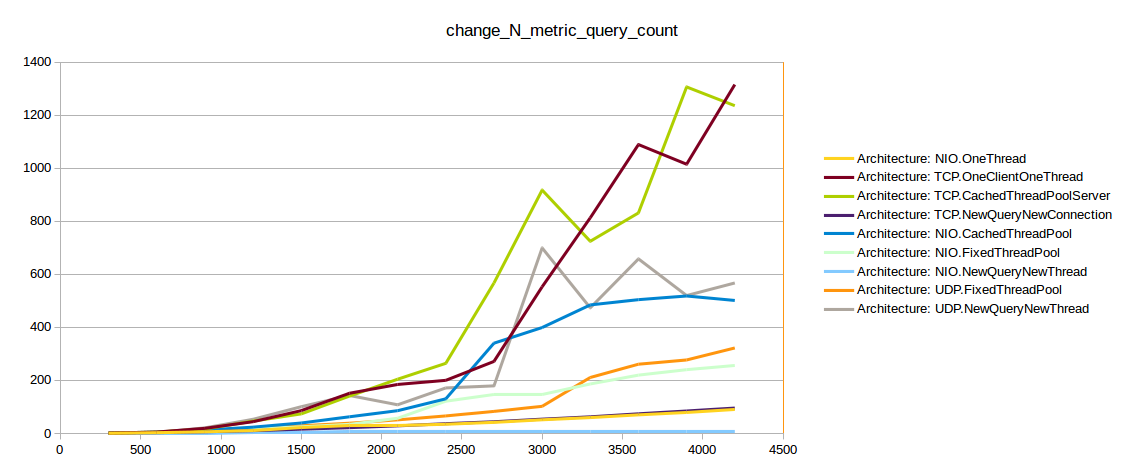 change_N_metric_query_count
1400
1200
1000
800
600
400
200
0
0
500
1000
1500
2000
2500
3000
3500
4000
4500
Architecture: NIO.OneThread
Architecture: TCP.OneClientOneThread
Architecture: TCP.CachedThreadPoolServer
Architecture: TCP.NewQueryNewConnection
Architecture: NIO.CachedThreadPool
Architecture: NIO.FixedThreadPool
Architecture: NIO.NewQueryNewThread
Architecture: UDP.FixedThreadPool
Architecture: UDP.NewQueryNewThread